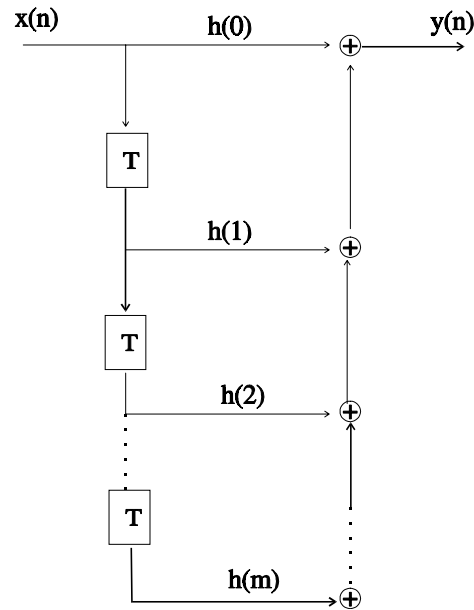 x(n)
h(0)
y(n)
T
h(1)
T
h(2)
T
h(m)